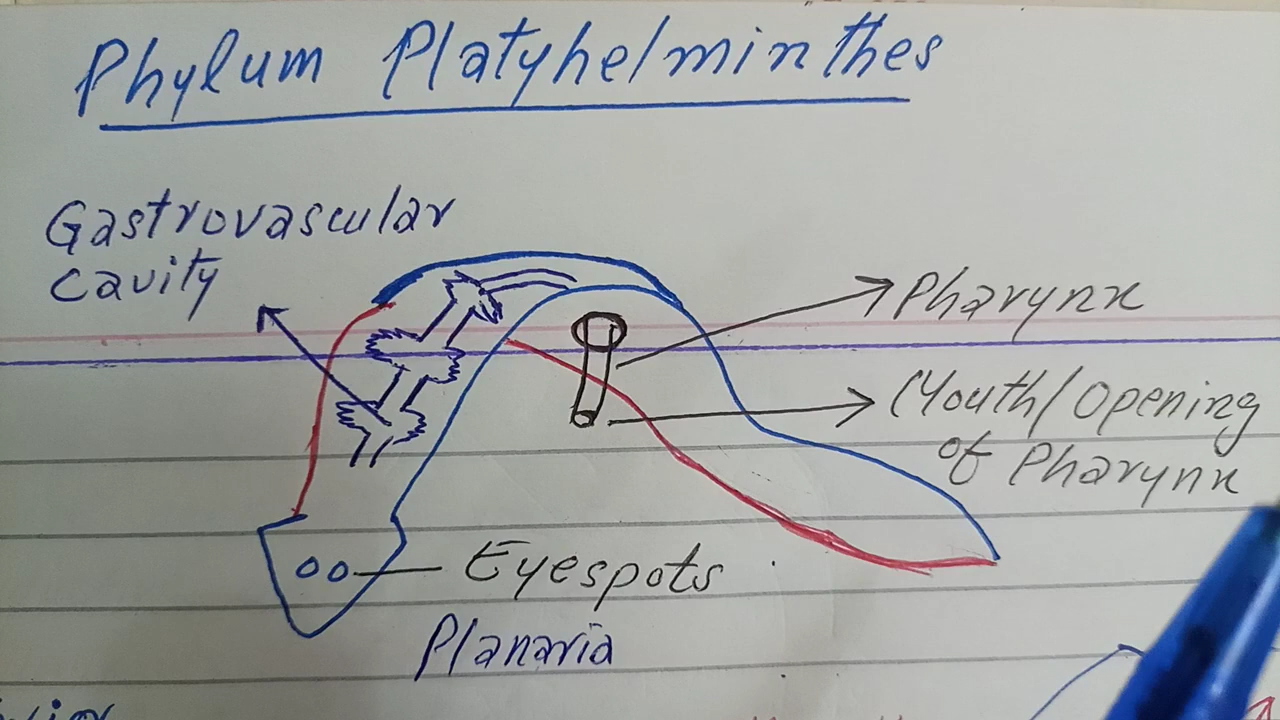 Phylum Platyhelminthes
Gastrovascular
cavity
Pharynx
Mouth/Opening
of Pharynx
Eyespots
Planaria